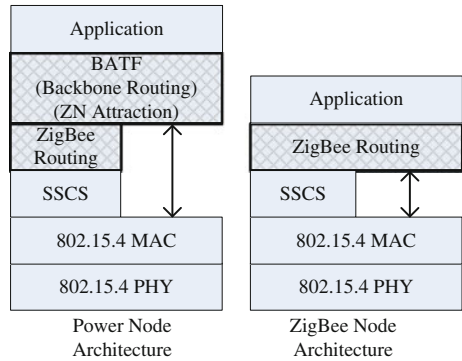 Application
BATF
(Backbone Routing)
(ZN Attraction)
ZigBee
Routing
SSCS
802.15.4 MAC
802.15.4 PHY
Power Node
Architecture
Application
ZigBee Routing
SSCS
802.15.4 MAC
802.15.4 PHY
ZigBee Node
Architecture